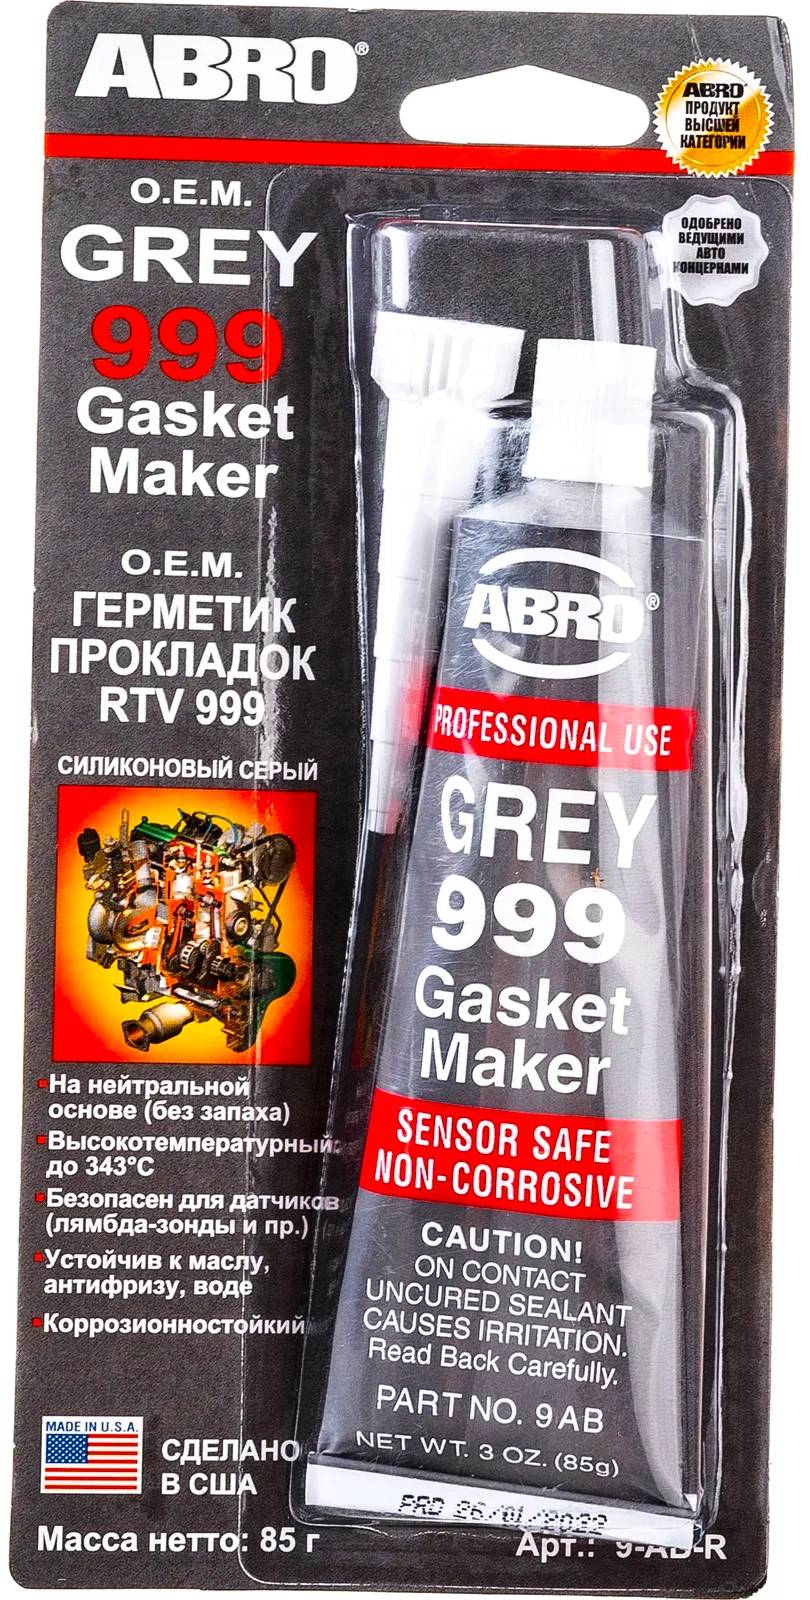 ABRO®
ABRO®
ПРОДУКТ
ВЫСШЕЙ
КАТЕГОРИИ
ОДОБРЕНО
ВЕДУЩИМИ
АВТО
КОНЦЕРНАМИ
O.E.M.
GREY
999
Gasket
Maker
O.E.M.
ГЕРМЕТИК
ПРОКЛАДОК
RTV 999
СИЛИКОНОВЫЙ СЕРЫЙ
На нейтральной
основе (без запаха)
Высокотемпературный
до 343°С
Безопасен для датчиков
(лямбда-зонды и пр.)
Устойчив к маслу,
антифризу, воде
Коррозионностойкий
MADE IN U.S.A.
СДЕЛАНО
В США
Масса нетто: 85 г
ABRO®
PROFESSIONAL USE
GREY
999
Gasket
Maker
SENSOR SAFE
NON-CORROSIVE
CAUTION!
ON CONTACT
UNCURED SEALANT
CAUSES IRRITATION.
Read Back Carefully.
PART NO. 9AB
NET WT. 3 OZ. (85g)
PRD 26/01/2022
Арт.: 9-AB-R